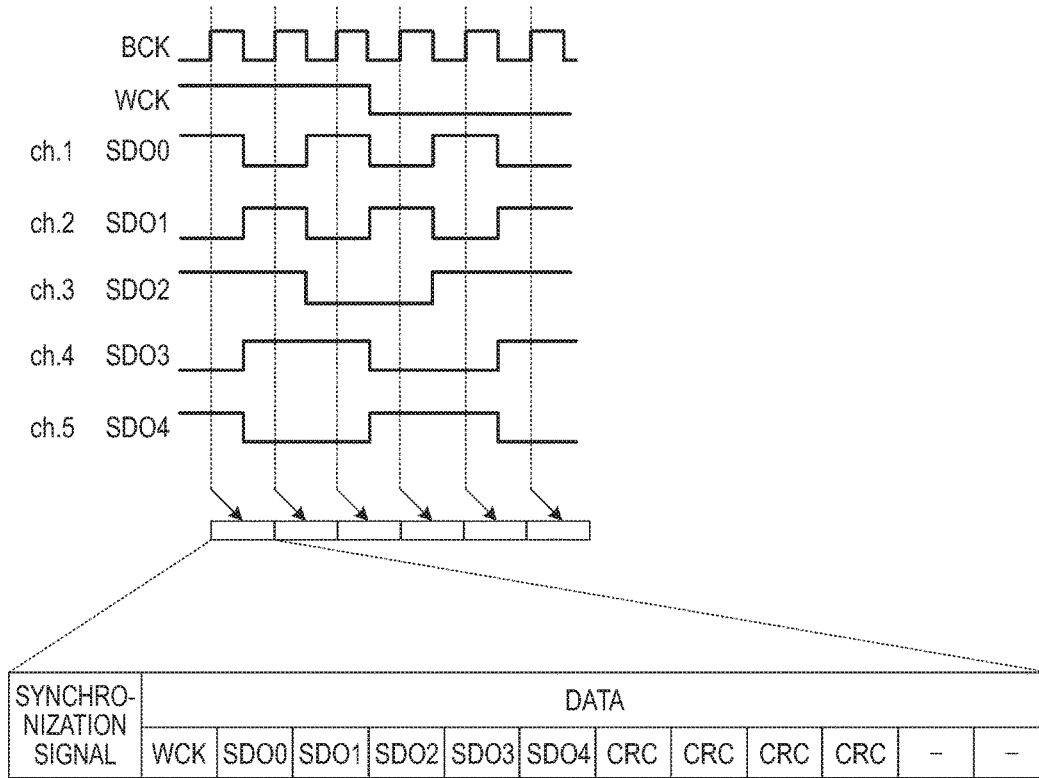 BCK
WCK
ch.1 SDO0
ch.2 SDO1
ch.3 SDO2
ch.4 SDO3
ch.5 SDO4
SYNCHRO-
NIZATION
SIGNAL
DATA
WCK SDO0 SDO1 SDO2 SDO3 SDO4 CRC CRC CRC CRC – –